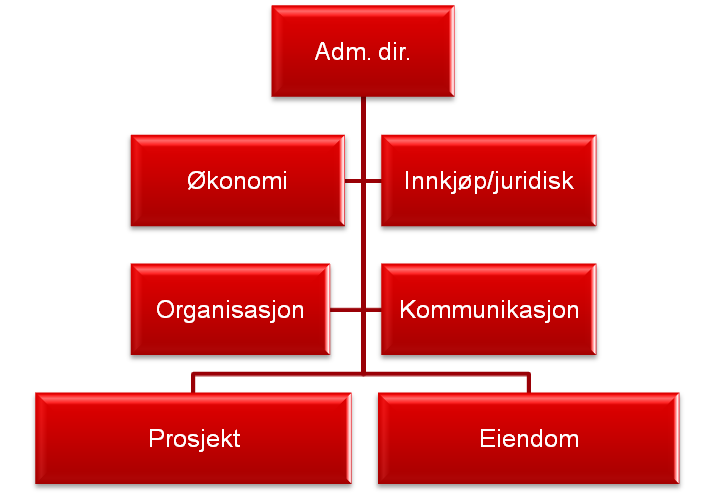 Adm. dir.
Økonomi
Innkjøp/juridisk
Organisasjon
Kommunikasjon
Prosjekt
Eiendom